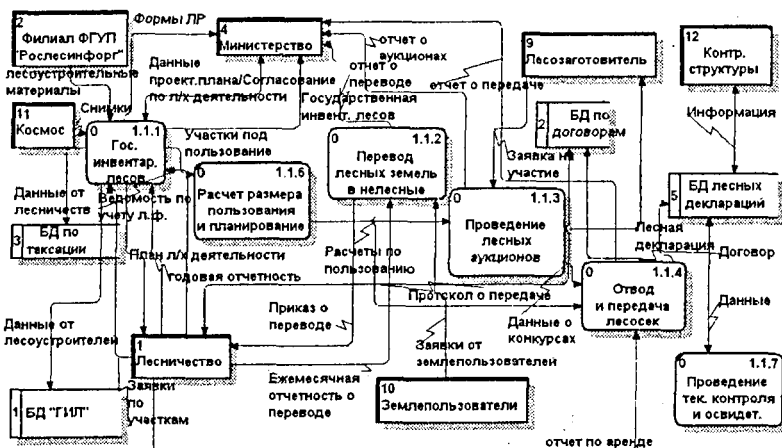 2
Филиал ФГУП
"Рослесинфорг"
Формы ЛР
4
Министерство
отчет о
аукционах
9
Лесозаготовитель
12
Контр.
структуры
лесоустроительные
материалы
Данные
проект.плана/Согласование
по л/х деятельности
отчет о
переводе
отчет о передаче
Государственная
инвент. лесов
Снимки
11
Космос
0 1.1.1
Гос.
инвентар.
лесов
Участки под
пользование
0 1.1.2
Перевод
лесных земель
в нелесные
2
БД по
договорам
Информация
Заявка на
участие
0 1.1.6
Расчет размера
пользования
и планирование
0 1.1.3
Проведение
лесных
аукционов
5
БД лесных
деклараций
Данные от
лесничеств
Ведомость по
учету л.ф.
3
БД по
таксации
План л/х деятельности
годовая отчетность
Расчеты по
пользованию
Лесная
декларация
Договор
0 1.1.4
Отвод
и передача
лесосек
Протскол о передаче
Приказ о
переводе
Данные о
конкурсах
Данные
Данные от
лесоустроителей
1
Лесничество
Заявки от
землепользователей
0 1.1.7
Проведение
тек. контроля
и освидет.
Ежемесячная
отчетность о
переводе
10
Землепользователи
1
БД "ГИЛ"
Заявки
по
участкам
отчет по аренде